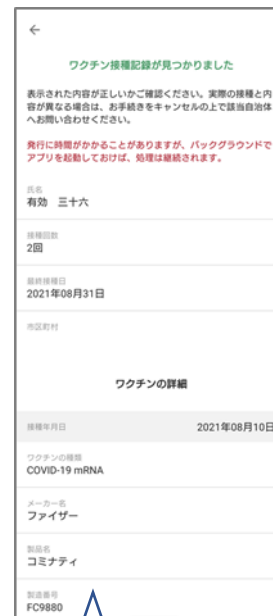 ワクチン接種記録が見つかりました
表示された内容が正しいかご確認ください。実際の接種と内
容が異なる場合は、お手続きをキャンセルの上で該当自治体
へお問い合わせください。
発行に時間がかかることがありますが、バックグラウンドで
アプリを起動しておけば、処理は継続されます。
氏名
有効　三十六
接種回数
2回
最終接種日
2021年08月31日
市区町村
ワクチンの詳細
接種年月日
2021年08月10日
ワクチンの種類
COVID-19 mRNA
メーカー名
ファイザー
製品名
コミナティ
製造番号
FC9880